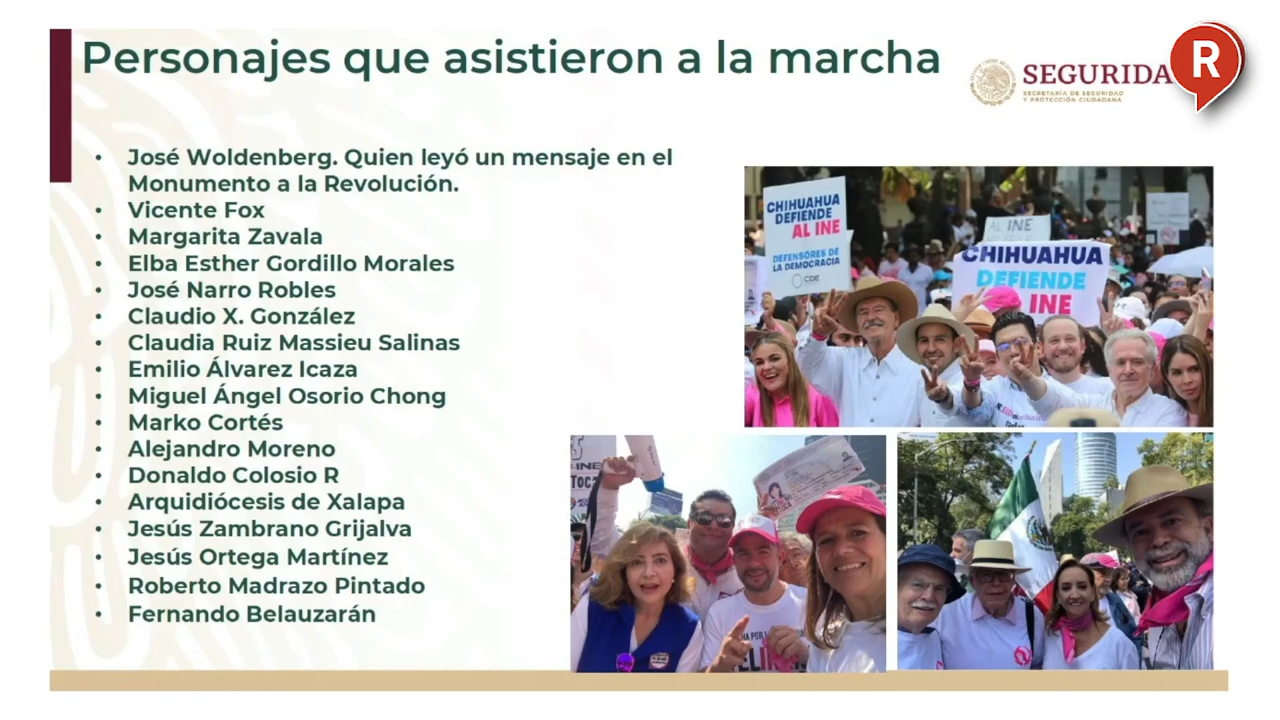 Personajes que asistieron a la marcha
SEGURIDA
SECRETARÍA DE SEGURIDAD
Y PROTECCIÓN CIUDADANA
R
• José Woldenberg. Quien leyó un mensaje en el
Monumento a la Revolución.
• Vicente Fox
• Margarita Zavala
• Elba Esther Gordillo Morales
• José Narro Robles
• Claudio X. González
• Claudia Ruiz Massieu Salinas
• Emilio Álvarez Icaza
• Miguel Ángel Osorio Chong
• Marko Cortés
• Alejandro Moreno
• Donaldo Colosio R
• Arquidiócesis de Xalapa
• Jesús Zambrano Grijalva
• Jesús Ortega Martínez
• Roberto Madrazo Pintado
• Fernando Belauzarán
CHIHUAHUA
DEFIENDE
AL INE
DEFENSORES DE
LA DEMOCRACIA
CDE
AL INE
CHIHUAHUA
DEFIENDE
INE
INE